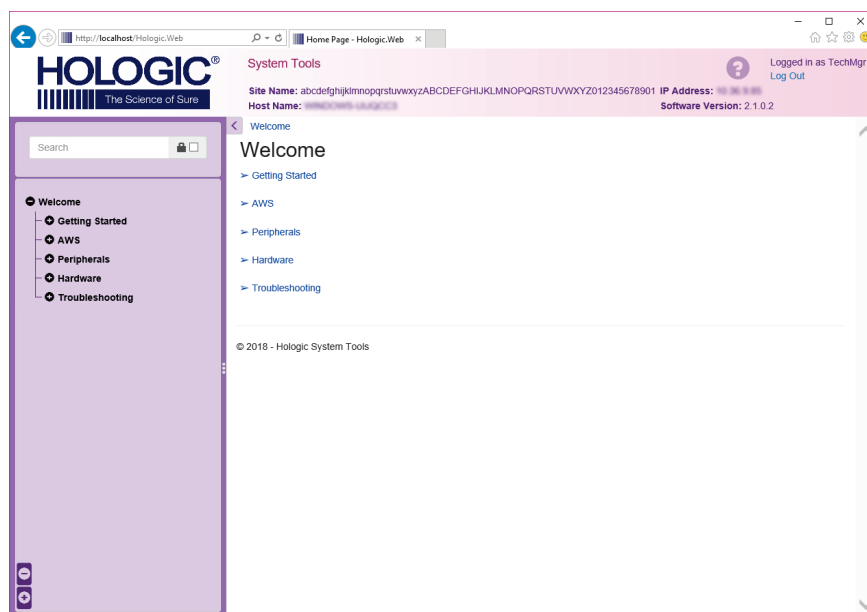 http://localhost/Hologic.Web
Home Page - Hologic.Web
HOLOGIC®
The Science of Sure
System Tools
Logged in as TechMgr
Log Out
Site Name: abcdefghijklmnopqrstuvwxyzABCDEFGHIJKLMNOPQRSTUVWXYZ012345678901 IP Address:
Host Name: Software Version: 2.1.0.2
Search
Welcome
Getting Started
AWS
Peripherals
Hardware
Troubleshooting
Welcome
Welcome
➢ Getting Started
➢ AWS
➢ Peripherals
➢ Hardware
➢ Troubleshooting
© 2018 - Hologic System Tools